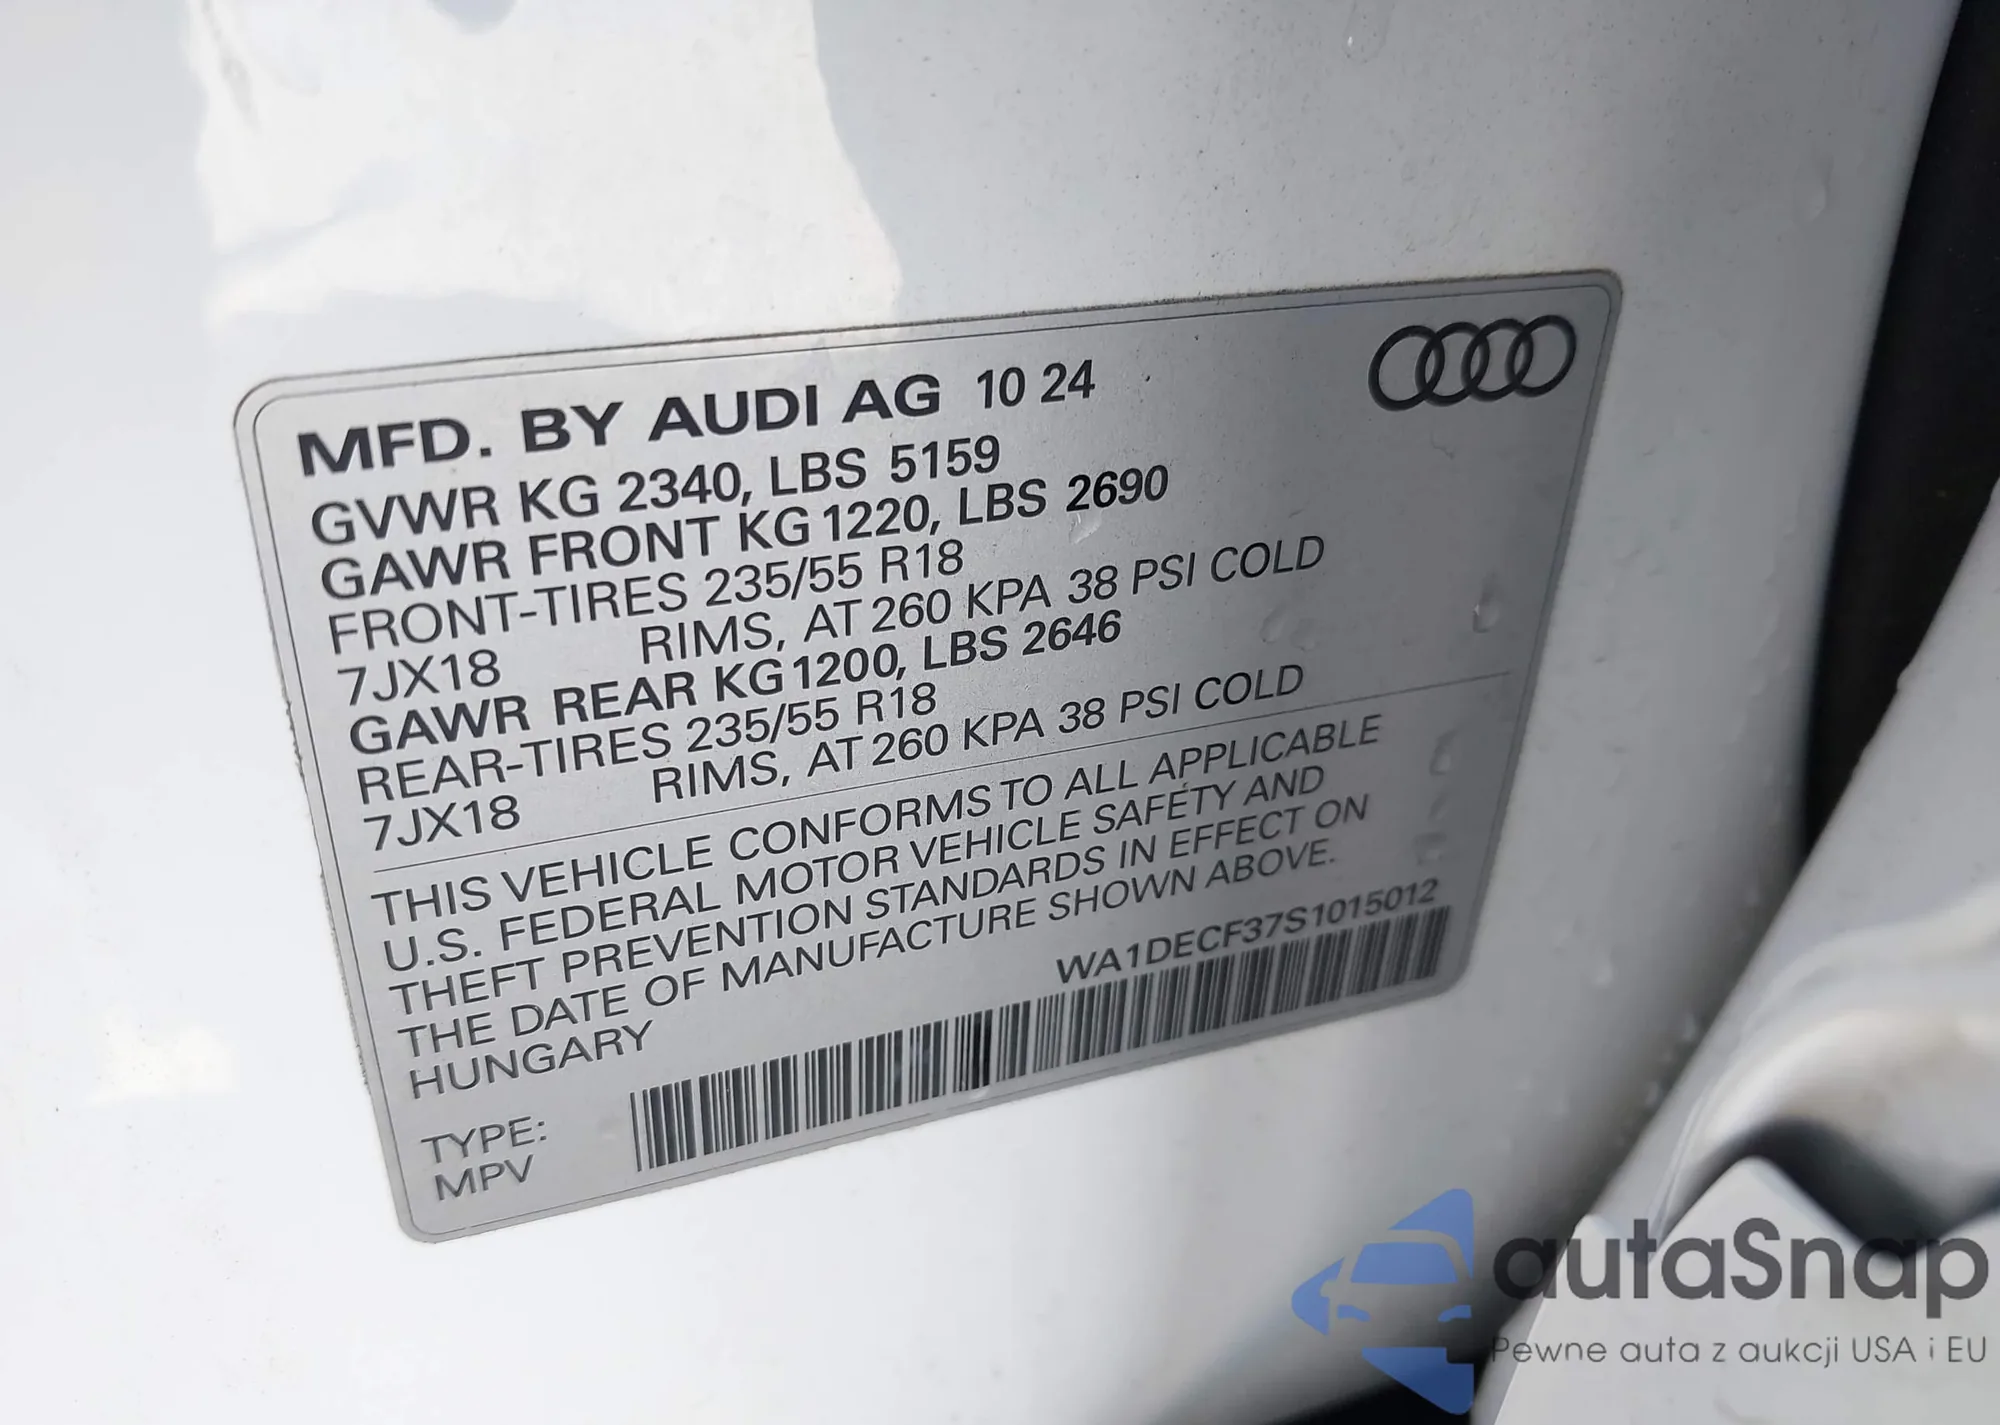 MFD. BY AUDI AG 10 24
GVWR KG 2340, LBS 5159
GAWR FRONT KG 1220, LBS 2690
FRONT-TIRES 235/55 R18
7JX18 RIMS, AT 260 KPA 38 PSI COLD
GAWR REAR KG 1200, LBS 2646
REAR-TIRES 235/55 R18
7JX18 RIMS, AT 260 KPA 38 PSI COLD
THIS VEHICLE CONFORMS TO ALL APPLICABLE
U.S. FEDERAL MOTOR VEHICLE SAFETY AND
THEFT PREVENTION STANDARDS IN EFFECT ON
THE DATE OF MANUFACTURE SHOWN ABOVE.
HUNGARY
WA1DECF37S1015012
TYPE:
MPV
autaSnap
Pewne auta z aukcji USA i EU